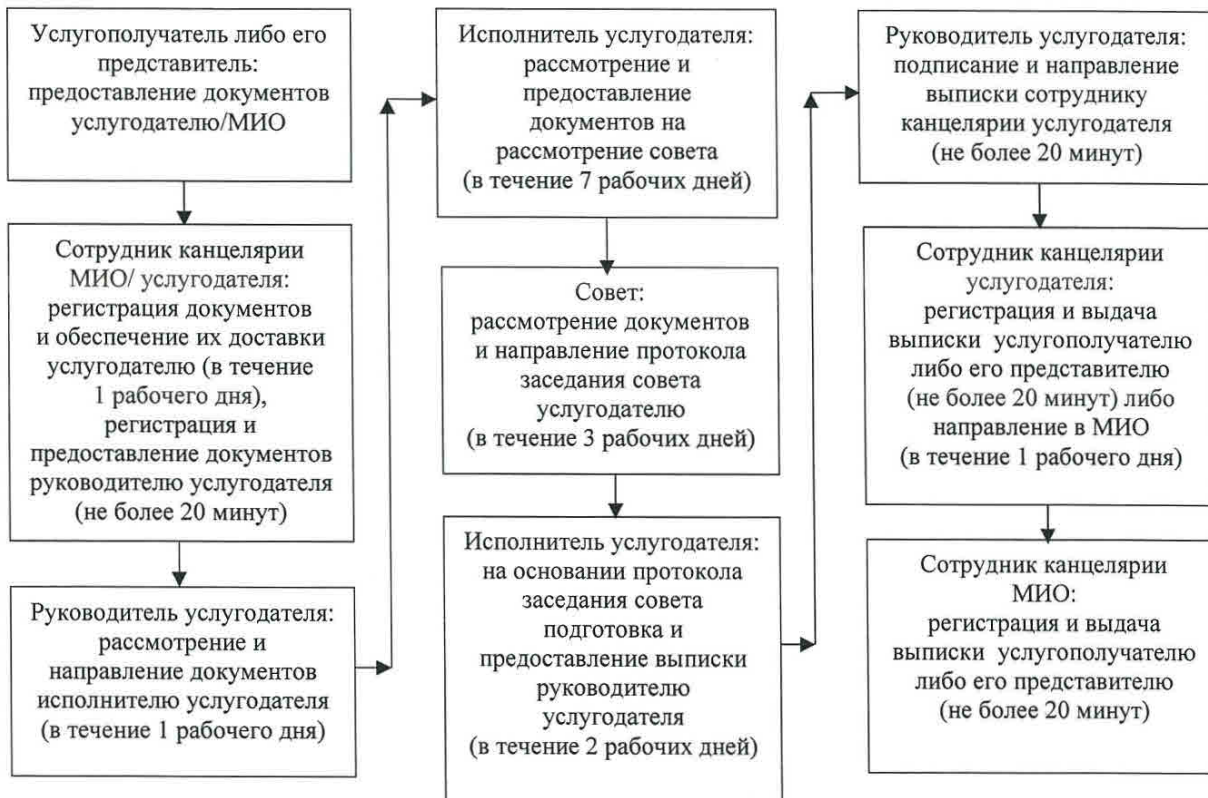 Услугополучатель либо его
представитель:
предоставление документов
услугодателю/МИО
Сотрудник канцелярии
МИО/ услугодателя:
регистрация документов
и обеспечение их доставки
услугодателю (в течение
1 рабочего дня),
регистрация и
предоставление документов
руководителю услугодателя
(не более 20 минут)
Руководитель услугодателя:
рассмотрение и
направление документов
исполнителю услугодателя
(в течение 1 рабочего дня)
Исполнитель услугодателя:
рассмотрение и
предоставление
документов на
рассмотрение совета
(в течение 7 рабочих дней)
Совет:
рассмотрение документов
и направление протокола
заседания совета
услугодателю
(в течение 3 рабочих дней)
Исполнитель услугодателя:
на основании протокола
заседания совета
подготовка и
предоставление выписки
руководителю
услугодателя
(в течение 2 рабочих дней)
Руководитель услугодателя:
подписание и направление
выписки сотруднику
канцелярии услугодателя
(не более 20 минут)
Сотрудник канцелярии
услугодателя:
регистрация и выдача
выписки услугополучателю
либо его представителю
(не более 20 минут) либо
направление в МИО
(в течение 1 рабочего дня)
Сотрудник канцелярии
МИО:
регистрация и выдача
выписки услугополучателю
либо его представителю
(не более 20 минут)